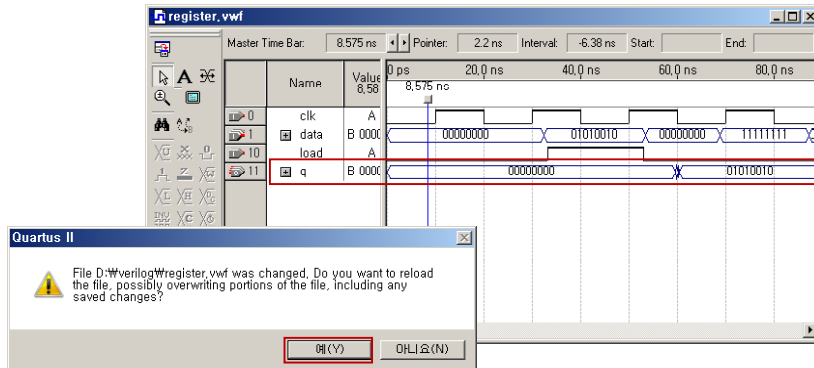 register.vwf
Master Time Bar: 8.575 ns Pointer: 2.2 ns Interval: -6.38 ns Start: End:
Name Value 8,58
0 ps 20,0 ns 40,0 ns 60,0 ns 80,0 ns
8,575 ns
0 clk A
1 data B 0000 00000000 01010010 00000000 11111111
10 load A
11 q B 0000 00000000 01010010
Quartus II
File D:₩verilog₩register,vwf was changed, Do you want to reload
the file, possibly overwriting portions of the file, including any
saved changes?
예(Y) 아니요(N)